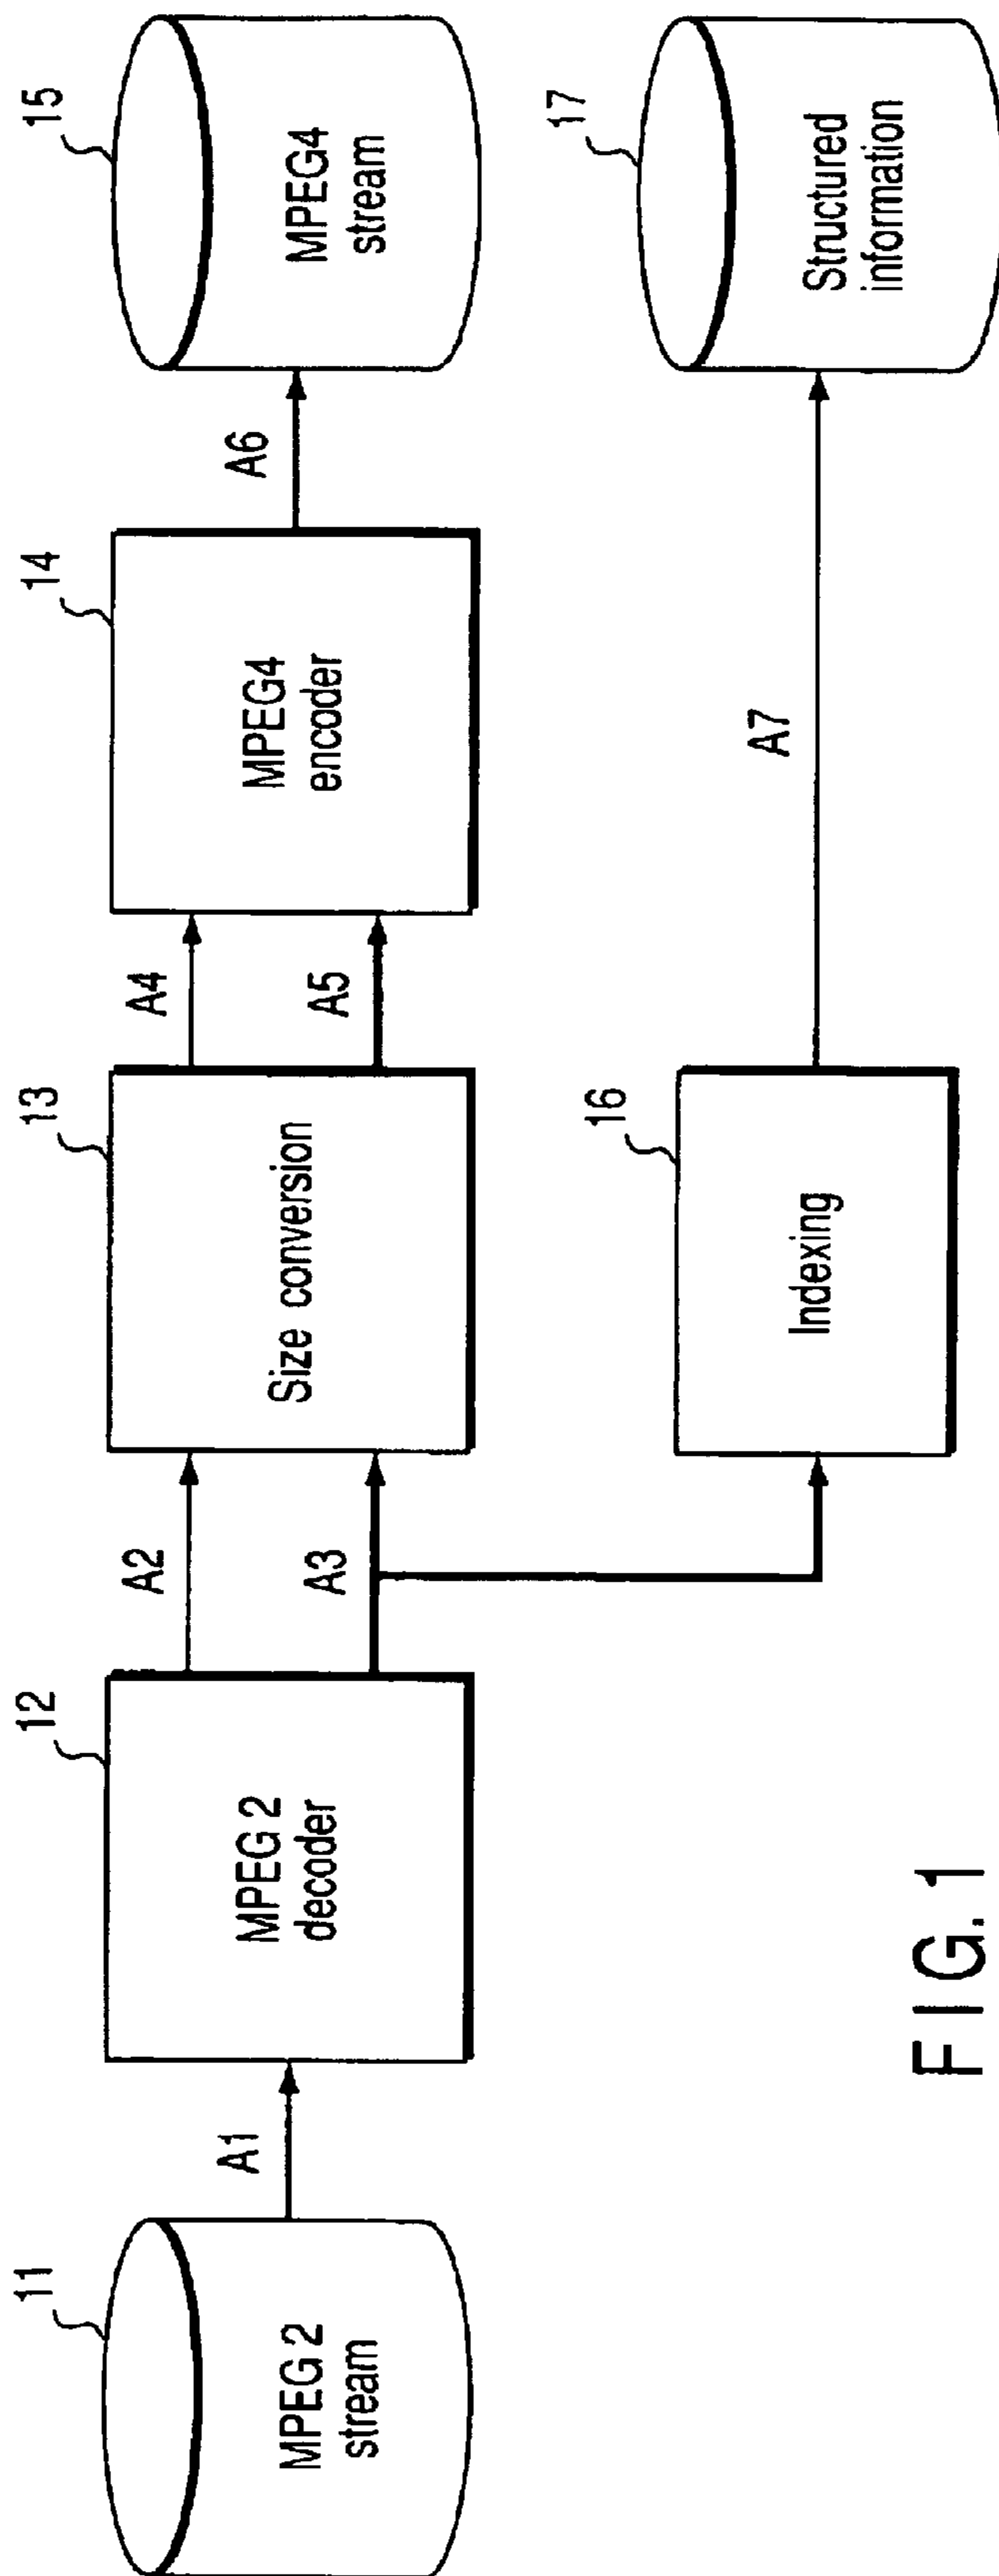 11
MPEG 2
stream
A1
12
MPEG 2
decoder
A2
A3
13
Size conversion
A4
A5
14
MPEG4
encoder
A6
15
MPEG4
stream
16
Indexing
A7
17
Structured
information
FIG. 1